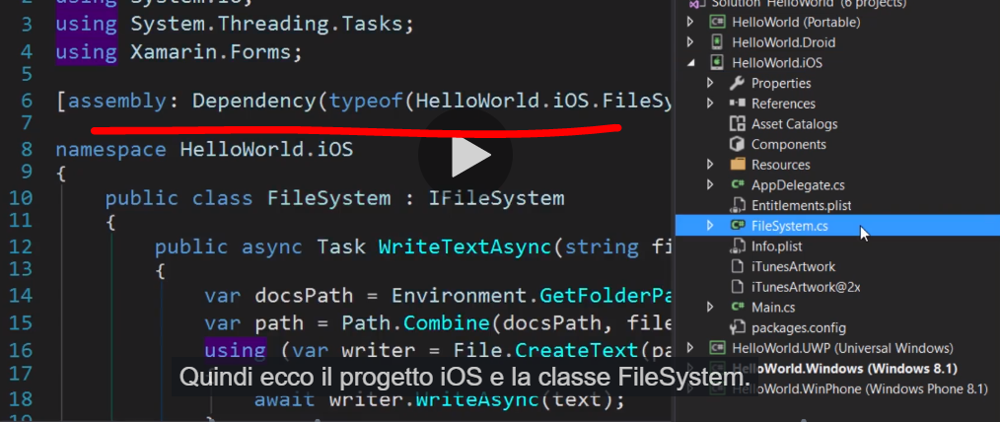 using System.IO;
3 using System.Threading.Tasks;
4 using Xamarin.Forms;
5
6 [assembly: Dependency(typeof(HelloWorld.iOS.FileSy
7
8 namespace HelloWorld.iOS
9 {
10 public class FileSystem : IFileSystem
11 {
12 public async Task WriteTextAsync(string fi
13 {
14 var docsPath = Environment.GetFolderPa
15 var path = Path.Combine(docsPath, file
16 using (var writer = File.CreateText(pa
17
18 await writer.WriteAsync(text);
Quindi ecco il progetto iOS e la classe FileSystem.
Solution 'HelloWorld' (6 projects)
HelloWorld (Portable)
HelloWorld.Droid
HelloWorld.iOS
Properties
References
Asset Catalogs
Components
Resources
AppDelegate.cs
Entitlements.plist
FileSystem.cs
Info.plist
iTunesArtwork
iTunesArtwork@2x
Main.cs
packages.config
HelloWorld.UWP (Universal Windows)
HelloWorld.Windows (Windows 8.1)
HelloWorld.WinPhone (Windows Phone 8.1)